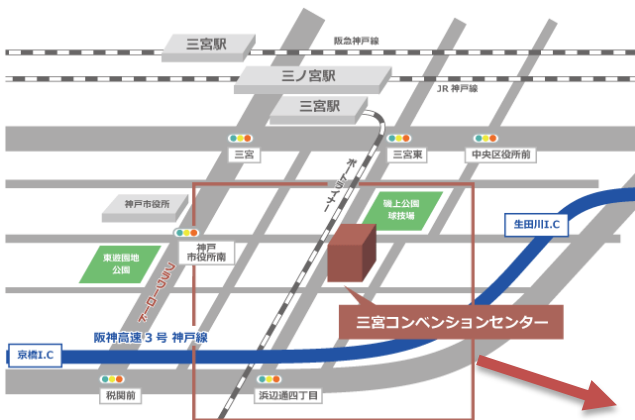 三宮駅
阪急神戸線
三ノ宮駅
JR 神戸線
三宮駅
三宮
三宮東
中央区役所前
ポートライナー
神戸市役所
磯上公園
球技場
生田川I.C
神戸
市役所南
東遊園地
公園
フラワーロード
三宮コンベンションセンター
阪神高速3号 神戸線
京橋I.C
税関前
浜辺通四丁目